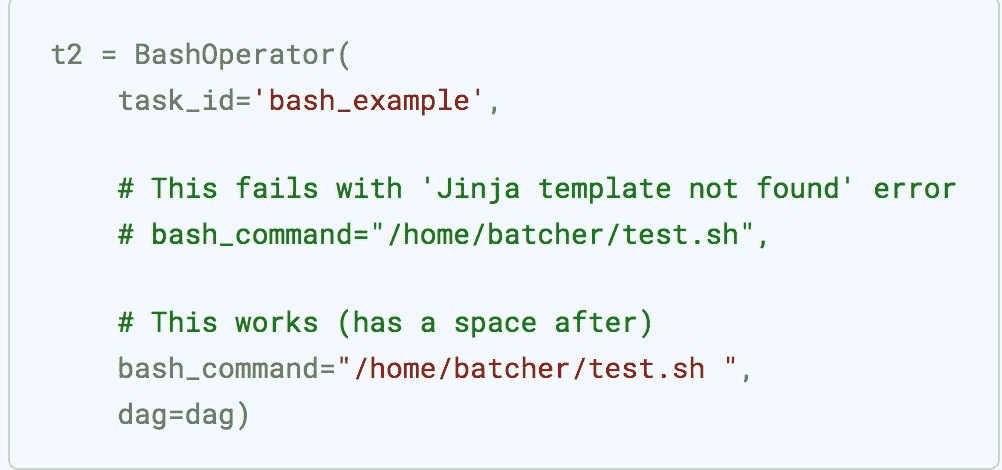 t2 = BashOperator(
    task_id='bash_example',
    # This fails with 'Jinja template not found' error
    # bash_command="/home/batcher/test.sh",
    # This works (has a space after)
    bash_command="/home/batcher/test.sh ",
    dag=dag)